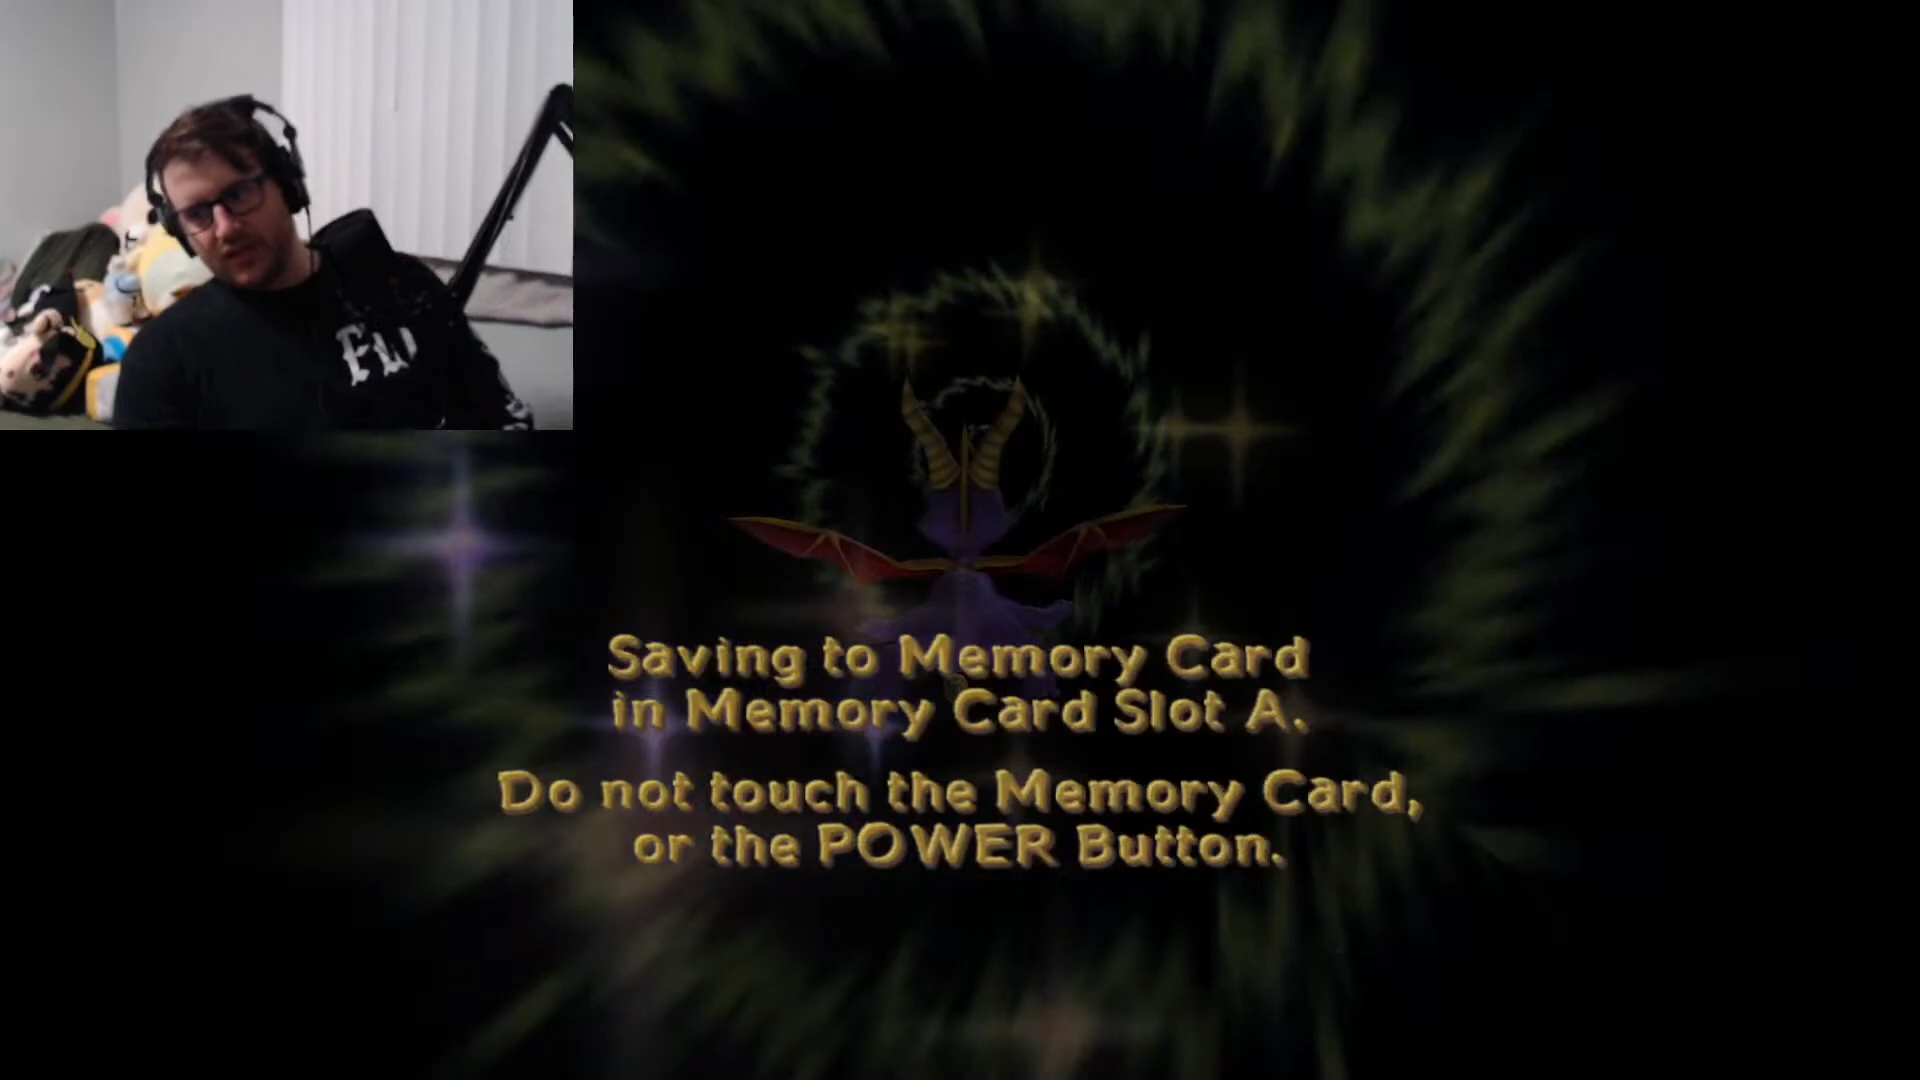 Saving to Memory Card
in Memory Card Slot A.
Do not touch the Memory Card,
or the POWER Button.